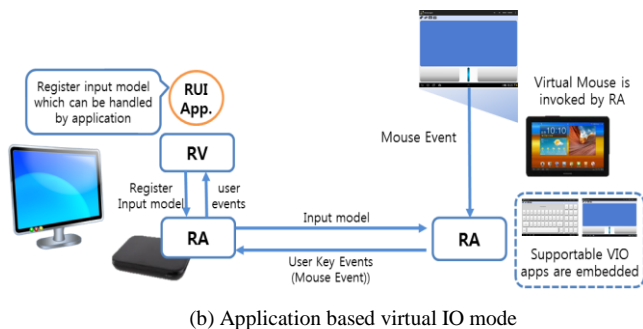 Register input model
which can be handled
by application
RUI
App.
Virtual Mouse is
invoked by RA
Mouse Event
RV
Register
Input model
user
events
RA
Input model
RA
User Key Events
(Mouse Event))
Supportable VIO
apps are embedded
(b) Application based virtual IO mode